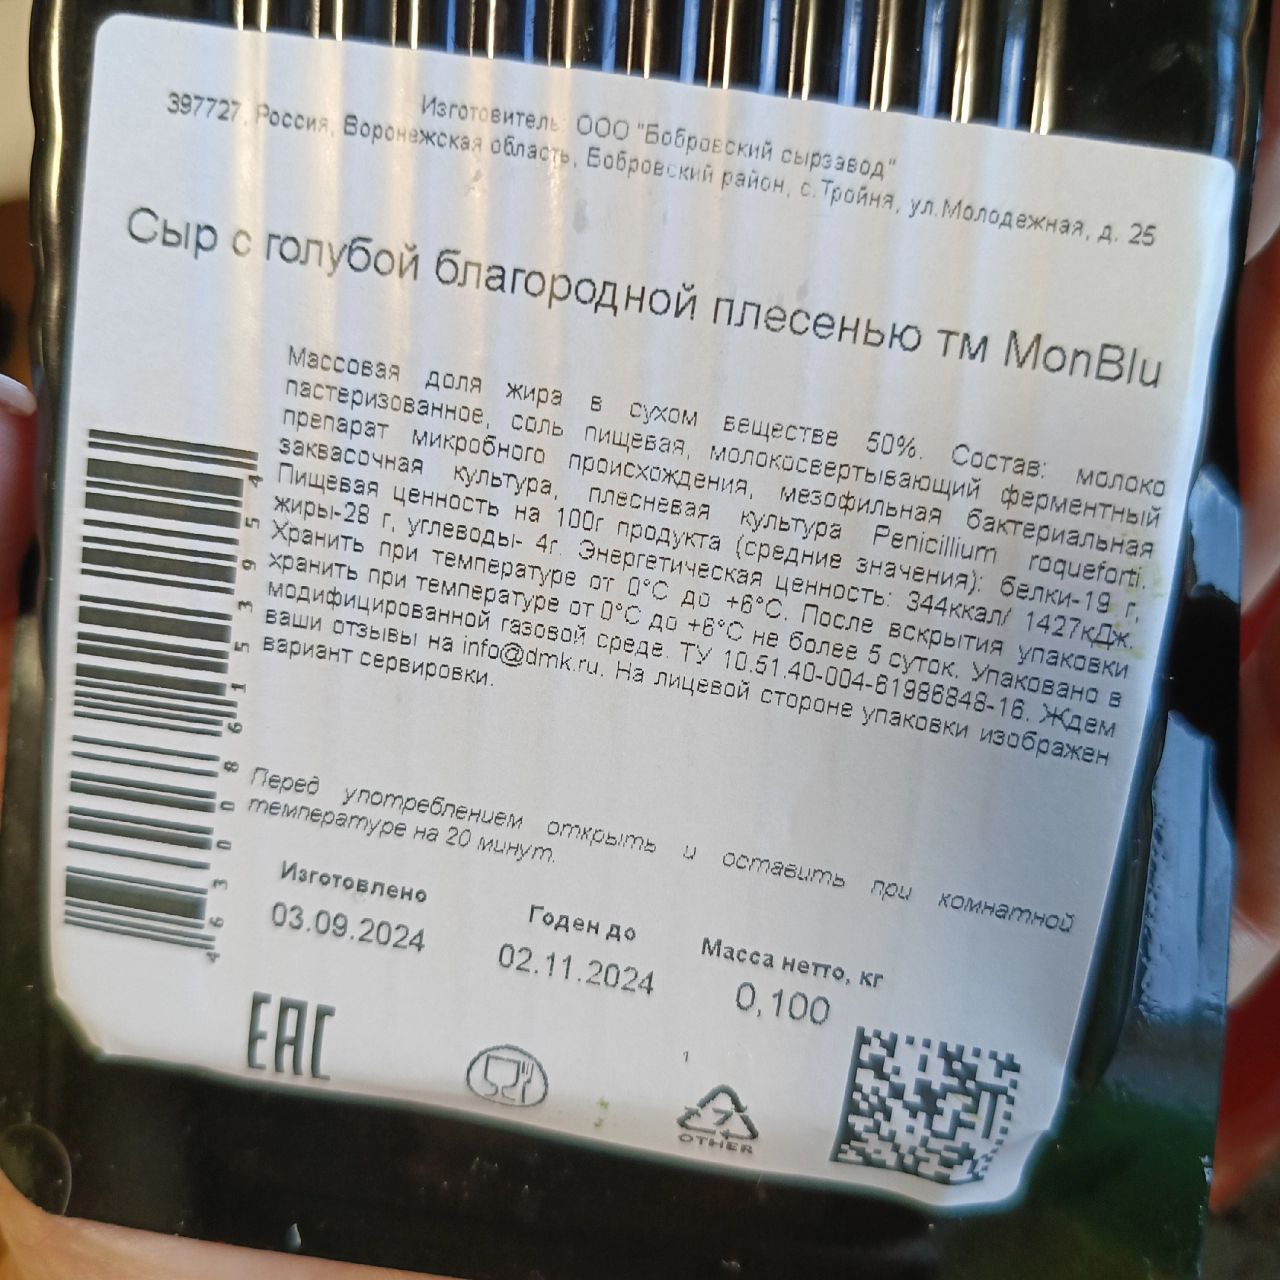 Изготовитель: ООО "Бобровский сырзавод"
397727, Россия, Воронежская область, Бобровский район, с.Тройня, ул.Молодежная, д. 25
Сыр с голубой благородной плесенью тм MonBlu
Массовая доля жира в сухом веществе 50%. Состав: молоко
пастеризованное, соль пищевая, молокосвертывающий ферментный
препарат микробного происхождения, мезофильная бактериальная
заквасочная культура, плесневая культура Penicillium roqueforti.
Пищевая ценность на 100г продукта (средние значения): белки-19 г,
жиры-28 г, углеводы- 4г. Энергетическая ценность: 344ккал/ 1427кДж.
Хранить при температуре от 0°С до +6°С. После вскрытия упаковки
хранить при температуре от 0°С до +6°С не более 5 суток. Упаковано в
модифицированной газовой среде. ТУ 10.51.40-004-61986848-16. Ждем
ваши отзывы на info@dmk.ru. На лицевой стороне упаковки изображен
вариант сервировки.
Перед употреблением открыть и оставить при комнатной
температуре на 20 минут.
Изготовлено Годен до Масса нетто, кг
03.09.2024 02.11.2024 0,100
EAC
1
7
OTHER
4630086153954